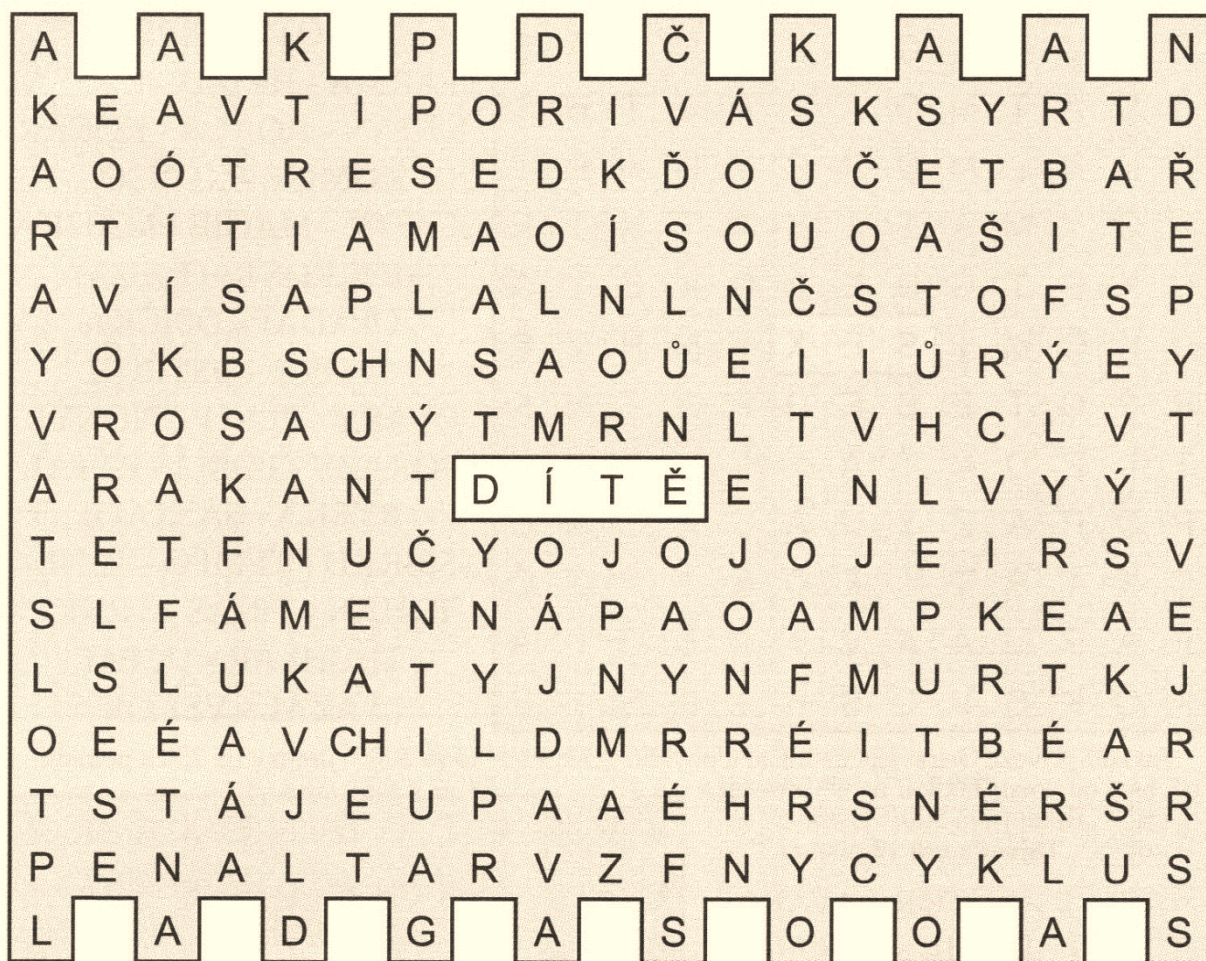 A A K P D Č K A A N
K E A V T I P O R I V Á S K S Y R T D
A O Ó T R E S E D K Ď O U Č E T B A Ř
R T Í T I A M A O Í S O U O A Š I T E
A V Í S A P L A L N L N Č S T O F S P
Y O K B S CH N S A O Ů E I I Ů R Ý E Y
V R O S A U Ý T M R N L T V H C L V T
A R A K A N T D Í T Ě E I N L V Y Ý I
T E T F N U Č Y O J O J O J E I R S V
S L F Á M E N N Á P A O A M P K E A E
L S L U K A T Y J N Y N F M U R T K J
O E É A V CH I L D M R R É I T B É A R
T S T Á J E U P A A É H R S N É R Š R
P E N A L T A R V Z F N Y C Y K L U S
L A D G A S O O A S